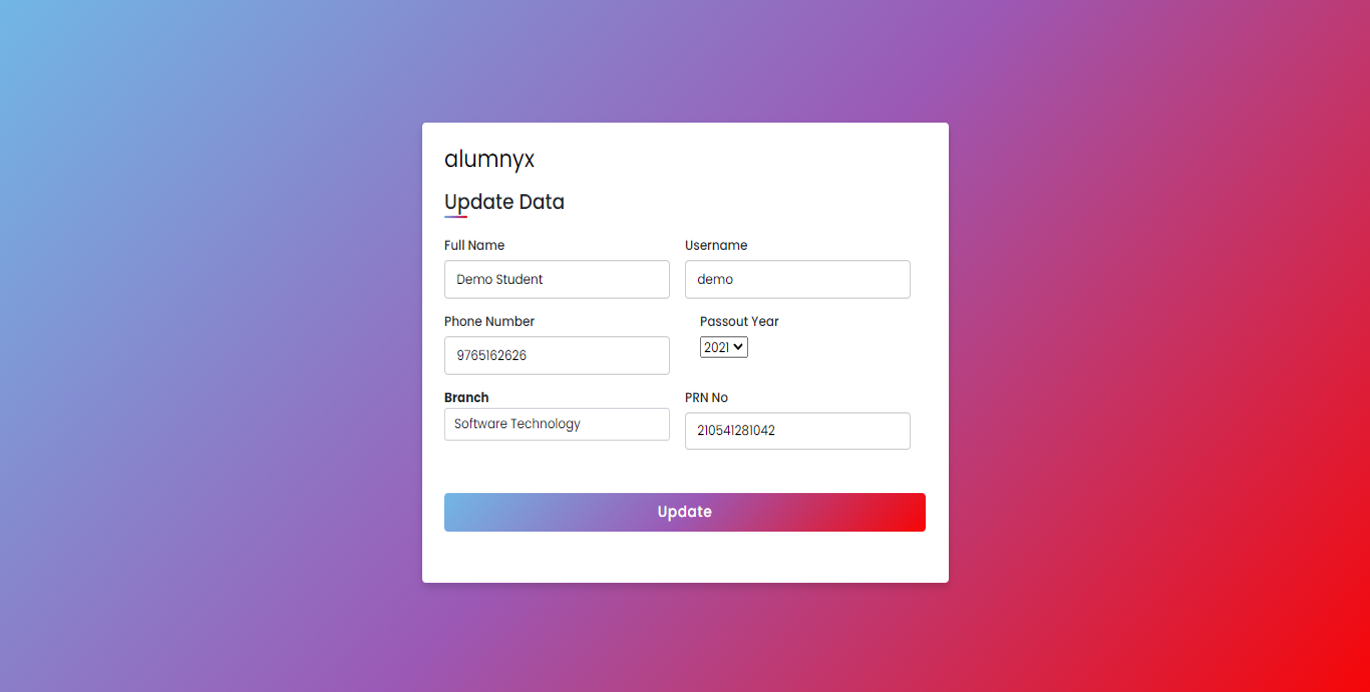 alumnyx
Update Data
Full Name
Username
Demo Student
demo
Phone Number
Passout Year
9765162626
2021
Branch
PRN No
Software Technology
210541281042
Update